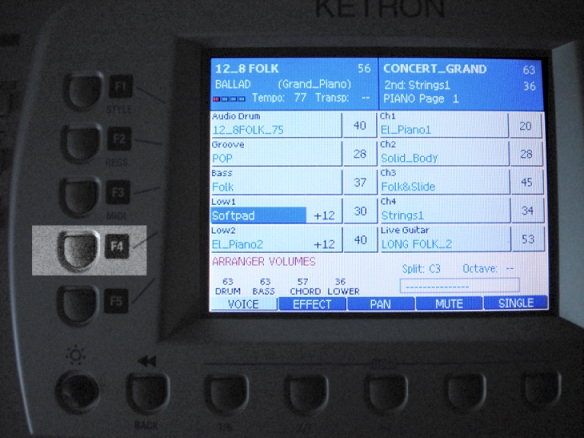 KETRON
12_8 FOLK 56
BALLAD (Grand_Piano)
Tempo: 77 Transp: --
CONCERT_GRAND 63
2nd: Strings1 36
PIANO Page 1
F1
STYLE
F2
F3
F4
F5
Audio Drum
12_8FOLK_75 40
Groove
POP 28
Bass
Folk 37
Low1
Softpad +12 30
Low2
El_Piano2 +12 40
Ch1
El_Piano1 20
Ch2
Solid_Body 28
Ch3
Folk&Slide 45
Ch4
Strings1 34
Live Guitar
LONG FOLK_2 53
ARRANGER VOLUMES
63 63 57 36
DRUM BASS CHORD LOWER
Split: C3 Octave: --
---------------
VOICE EFFECT PAN MUTE SINGLE
BACK